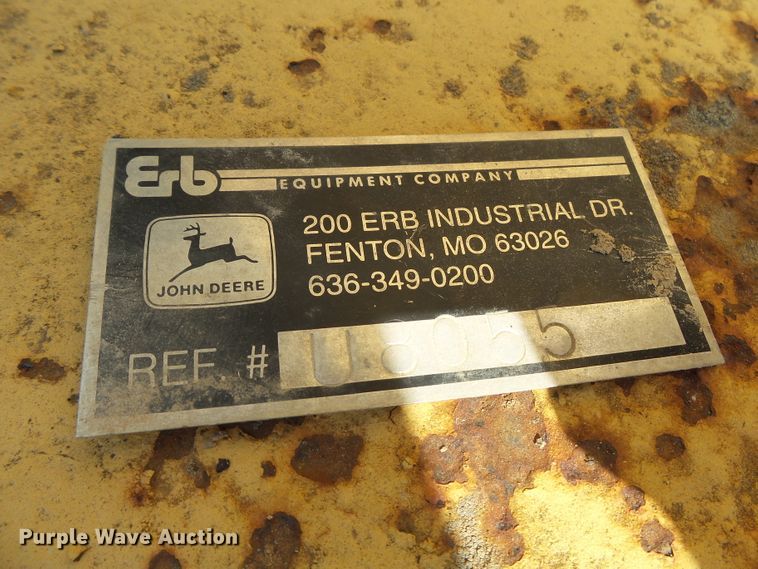 Erb
EQUIPMENT COMPANY
200 ERB INDUSTRIAL DR.
FENTON, MO 63026
636-349-0200
JOHN DEERE
REF. # U8055
Purple Wave Auction®